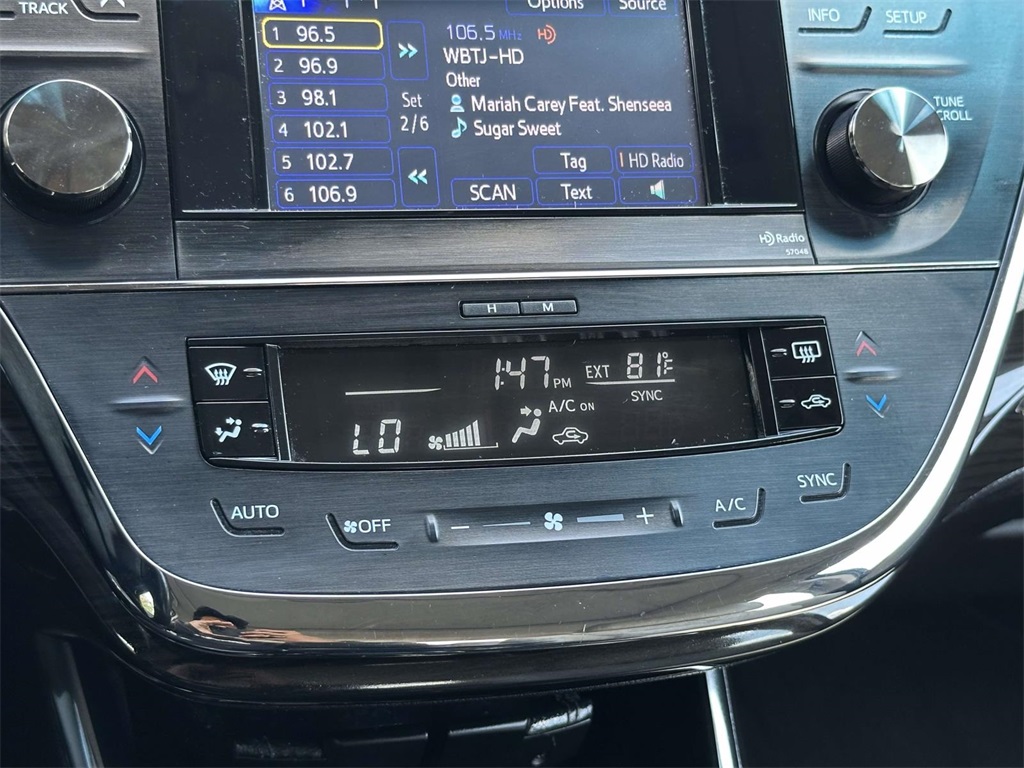 TRACK
Options Source
INFO SETUP
1 96.5
2 96.9
3 98.1
4 102.1
5 102.7
6 106.9
Set
2/6
106.5 MHz HD
WBTJ-HD
Other
Mariah Carey Feat. Shenseea
Sugar Sweet
Tag HD Radio
SCAN Text
TUNE
SCROLL
HD Radio
57048
H M
1:47 PM EXT 81°F
SYNC
A/C ON
LO
AUTO OFF - + A/C SYNC